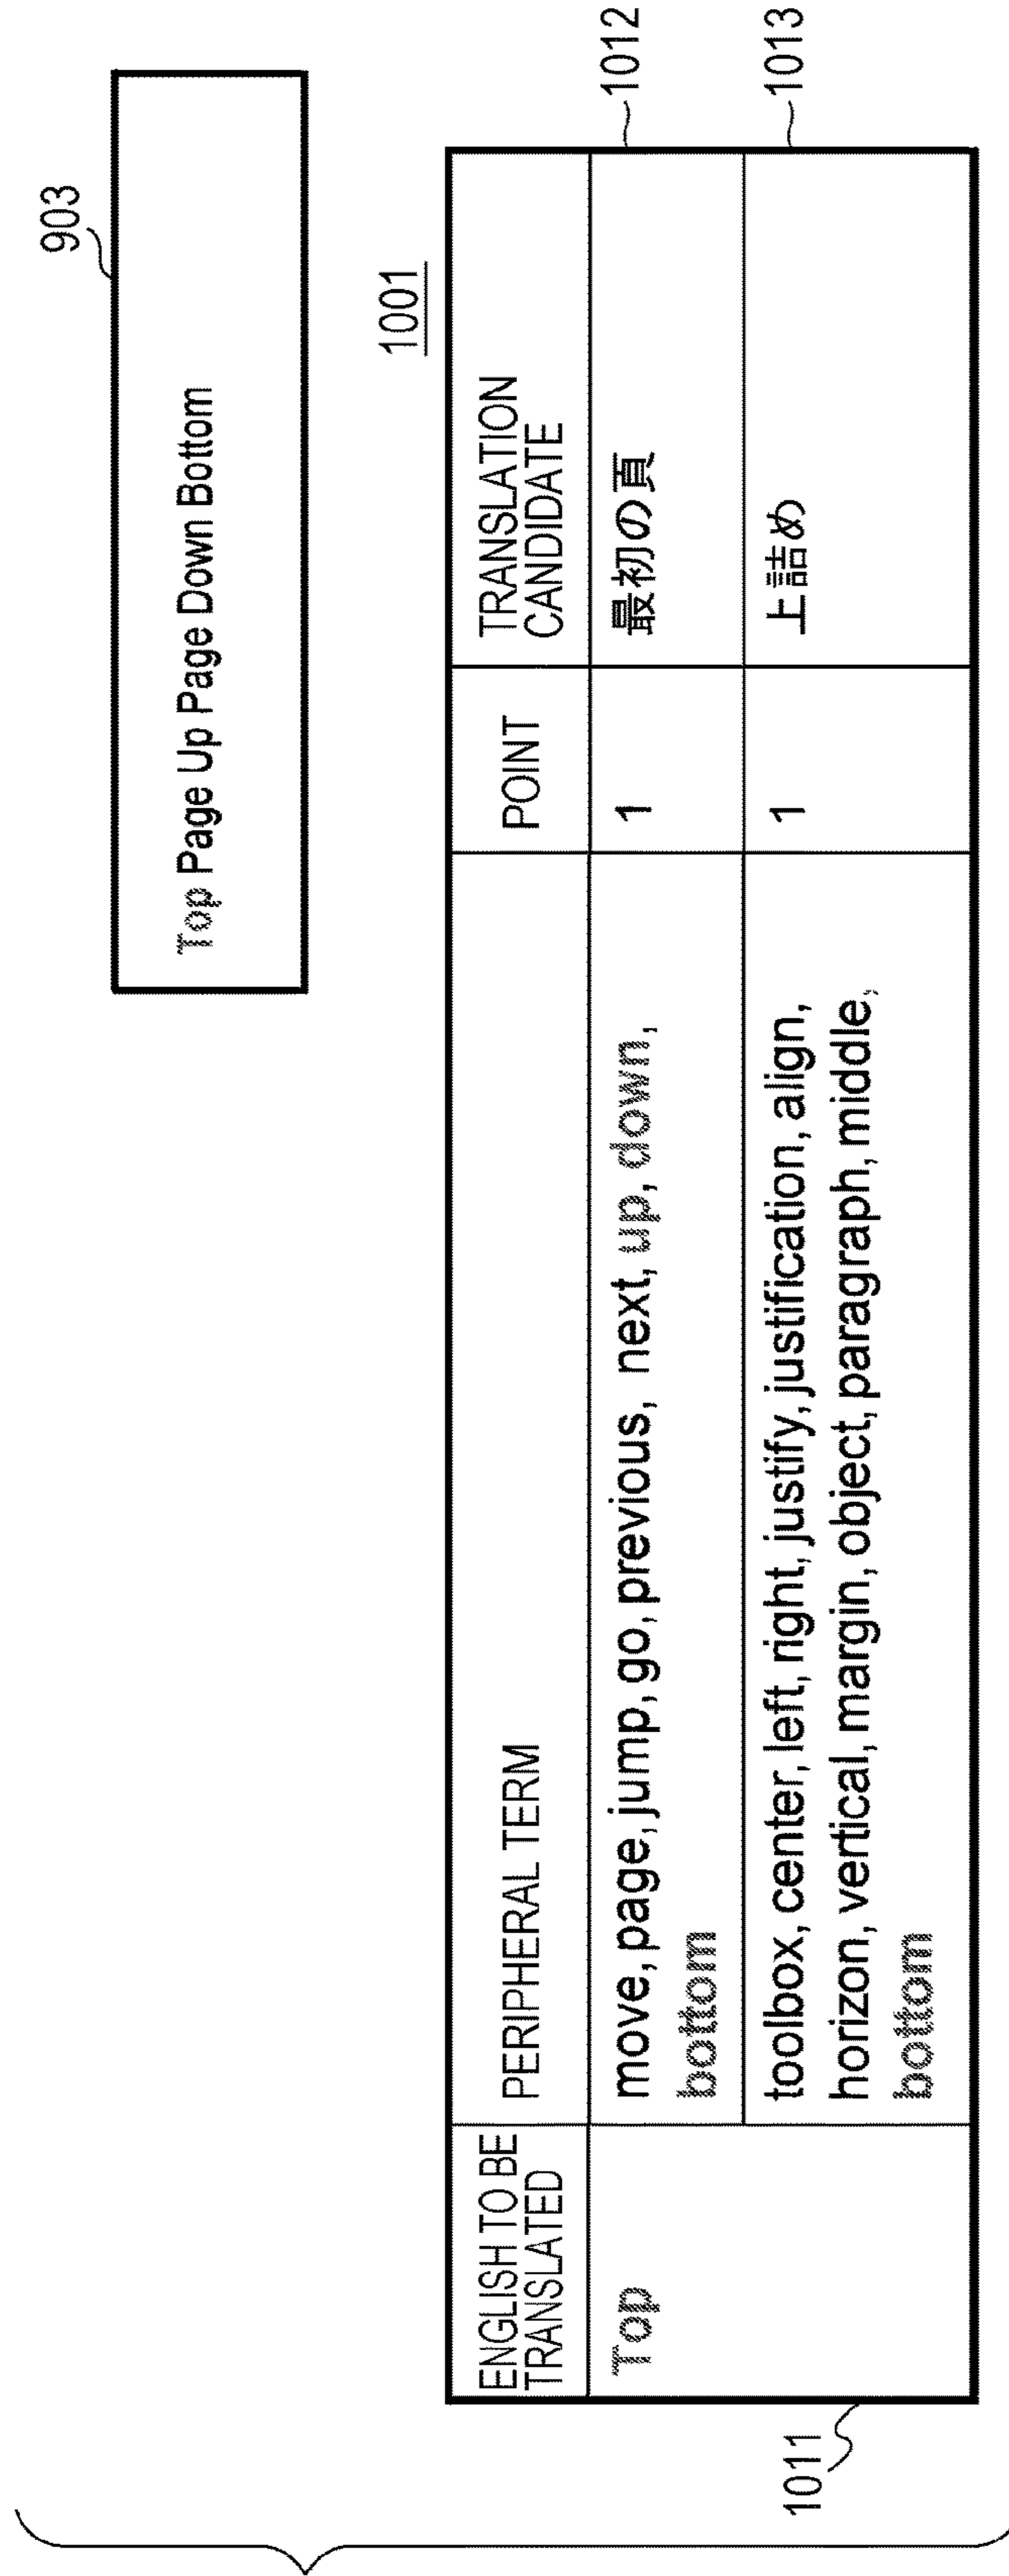 903
Top Page Up Page Down Bottom
1001
ENGLISH TO BE
TRANSLATED
PERIPHERAL TERM
POINT
TRANSLATION
CANDIDATE
Top
move, page, jump, go, previous, next, up, down,
bottom
1
最初の頁
1012
toolbox, center, left, right, justify, justification, align,
horizon, vertical, margin, object, paragraph, middle,
bottom
1
上詰め
1013
1011